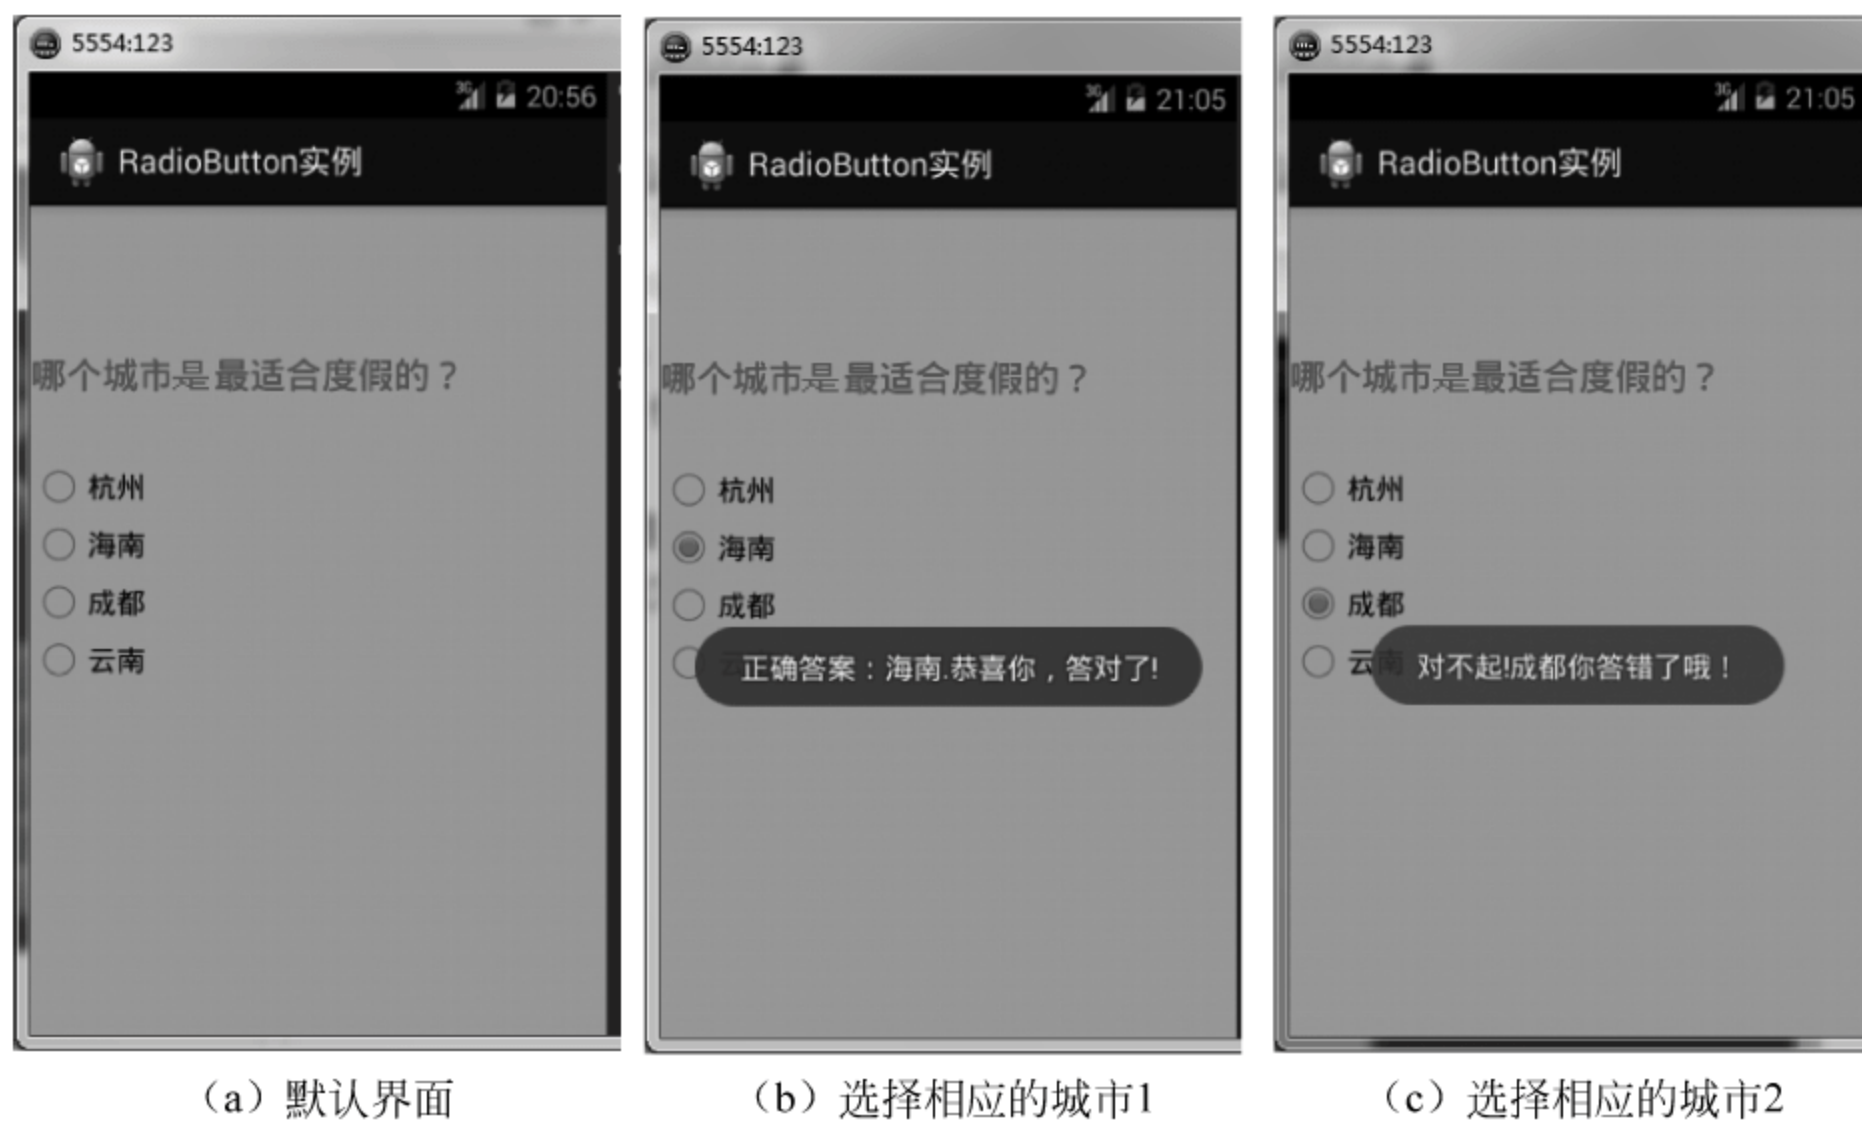 5554:123
20:56
RadioButton实例
哪个城市是最适合度假的？
杭州
海南
成都
云南
（a）默认界面
5554:123
21:05
RadioButton实例
哪个城市是最适合度假的？
杭州
海南
成都
正确答案：海南.恭喜你，答对了!
（b）选择相应的城市1
5554:123
21:05
RadioButton实例
哪个城市是最适合度假的？
杭州
海南
成都
云南
对不起!成都你答错了哦！
（c）选择相应的城市2